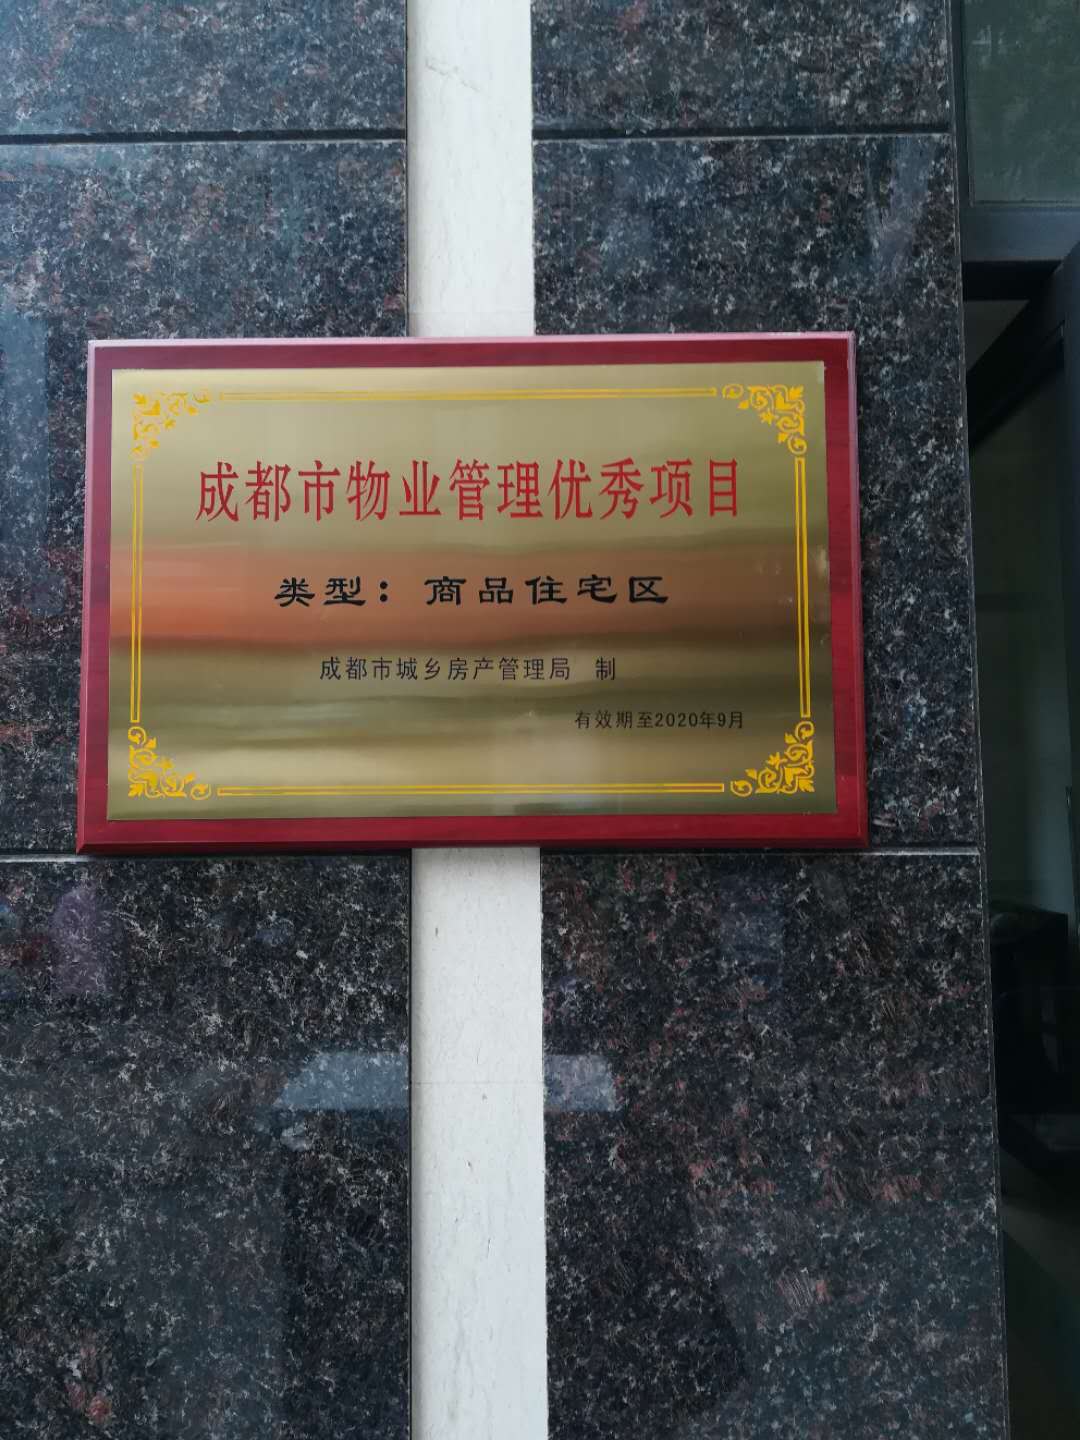 成都市物业管理优秀项目
类型：商品住宅区
成都市城乡房产管理局 制
有效期至2020年9月